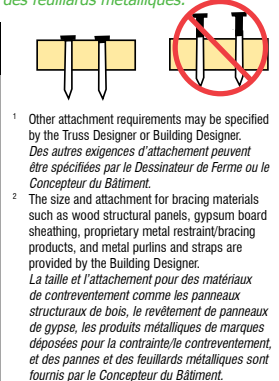 des feuillards métalliques.
1 Other attachment requirements may be specified
by the Truss Designer or Building Designer.
Des autres exigences d'attachement peuvent
être spécifiées par le Dessinateur de Ferme ou le
Concepteur du Bâtiment.
2 The size and attachment for bracing materials
such as wood structural panels, gypsum board
sheathing, proprietary metal restraint/bracing
products, and metal purlins and straps are
provided by the Building Designer.
La taille et l'attachement pour des matériaux
de contreventement comme les panneaux
structuraux de bois, le revêtement de panneaux
de gypse, les produits métalliques de marques
déposées pour la contrainte/le contreventement,
et des pannes et des feuillards métalliques sont
fournis par le Concepteur du Bâtiment.